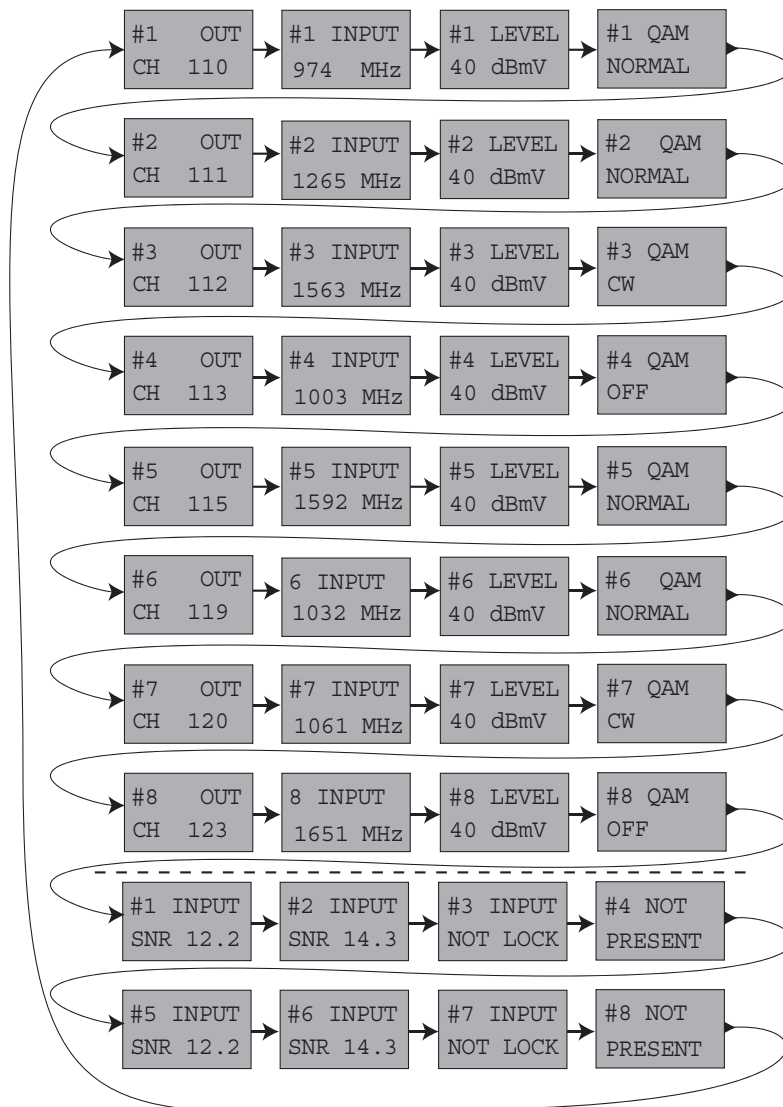 #1 OUT
CH 110
#1 INPUT
974 MHz
#1 LEVEL
40 dBmV
#1 QAM
NORMAL
#2 OUT
CH 111
#2 INPUT
1265 MHz
#2 LEVEL
40 dBmV
#2 QAM
NORMAL
#3 OUT
CH 112
#3 INPUT
1563 MHz
#3 LEVEL
40 dBmV
#3 QAM
CW
#4 OUT
CH 113
#4 INPUT
1003 MHz
#4 LEVEL
40 dBmV
#4 QAM
OFF
#5 OUT
CH 115
#5 INPUT
1592 MHz
#5 LEVEL
40 dBmV
#5 QAM
NORMAL
#6 OUT
CH 119
6 INPUT
1032 MHz
#6 LEVEL
40 dBmV
#6 QAM
NORMAL
#7 OUT
CH 120
#7 INPUT
1061 MHz
#7 LEVEL
40 dBmV
#7 QAM
CW
#8 OUT
CH 123
8 INPUT
1651 MHz
#8 LEVEL
40 dBmV
#8 QAM
OFF
#1 INPUT
SNR 12.2
#2 INPUT
SNR 14.3
#3 INPUT
NOT LOCK
#4 NOT
PRESENT
#5 INPUT
SNR 12.2
#6 INPUT
SNR 14.3
#7 INPUT
NOT LOCK
#8 NOT
PRESENT